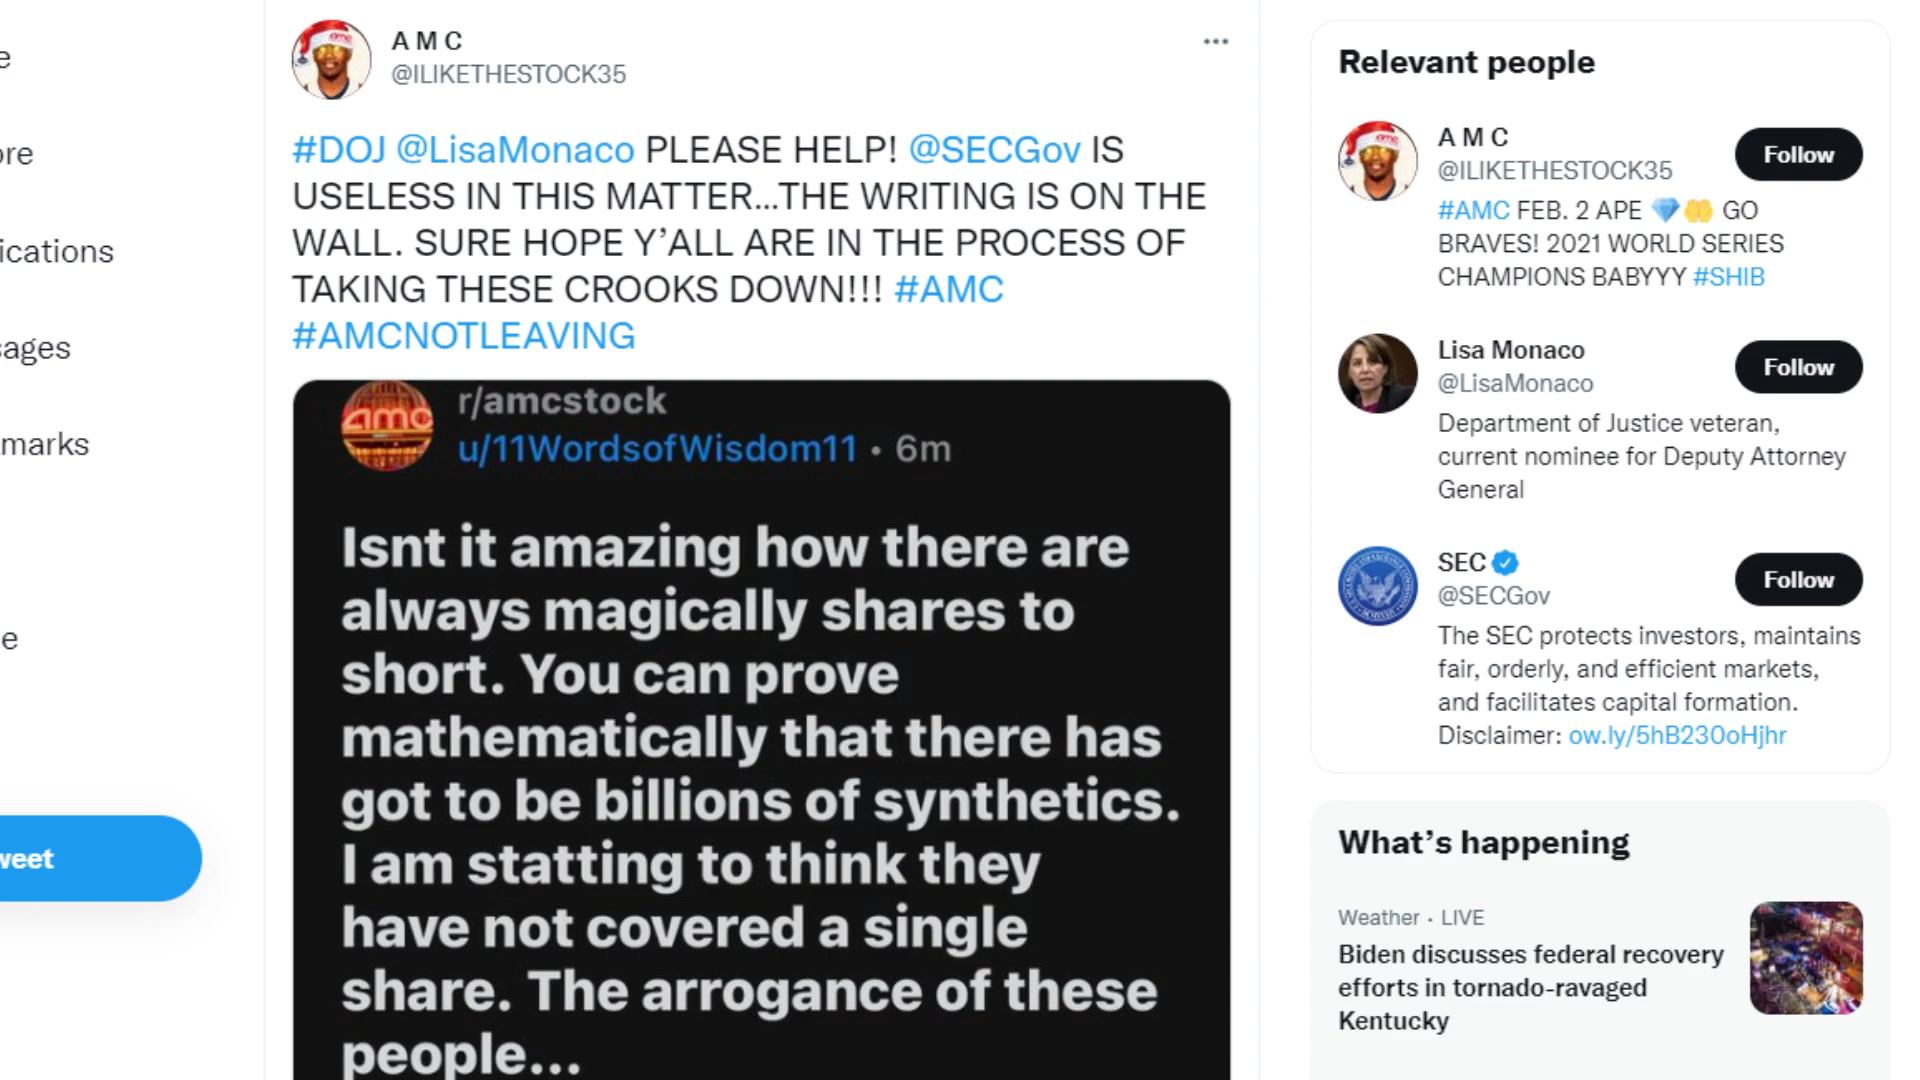 e
ore
ications
sages
marks
e
weet
A M C
@ILIKETHESTOCK35
#DOJ @LisaMonaco PLEASE HELP! @SECGov IS
USELESS IN THIS MATTER...THE WRITING IS ON THE
WALL. SURE HOPE Y’ALL ARE IN THE PROCESS OF
TAKING THESE CROOKS DOWN!!! #AMC
#AMCNOTLEAVING
amc
r/amcstock
u/11WordsofWisdom11 • 6m
Isnt it amazing how there are
always magically shares to
short. You can prove
mathematically that there has
got to be billions of synthetics.
I am statting to think they
have not covered a single
share. The arrogance of these
people...
Relevant people
A M C
@ILIKETHESTOCK35
Follow
#AMC FEB. 2 APE 💎🤲 GO
BRAVES! 2021 WORLD SERIES
CHAMPIONS BABYYY #SHIB
Lisa Monaco
@LisaMonaco
Follow
Department of Justice veteran,
current nominee for Deputy Attorney
General
SEC
@SECGov
Follow
The SEC protects investors, maintains
fair, orderly, and efficient markets,
and facilitates capital formation.
Disclaimer: ow.ly/5hB230oHjhr
What’s happening
Weather · LIVE
Biden discusses federal recovery
efforts in tornado-ravaged
Kentucky